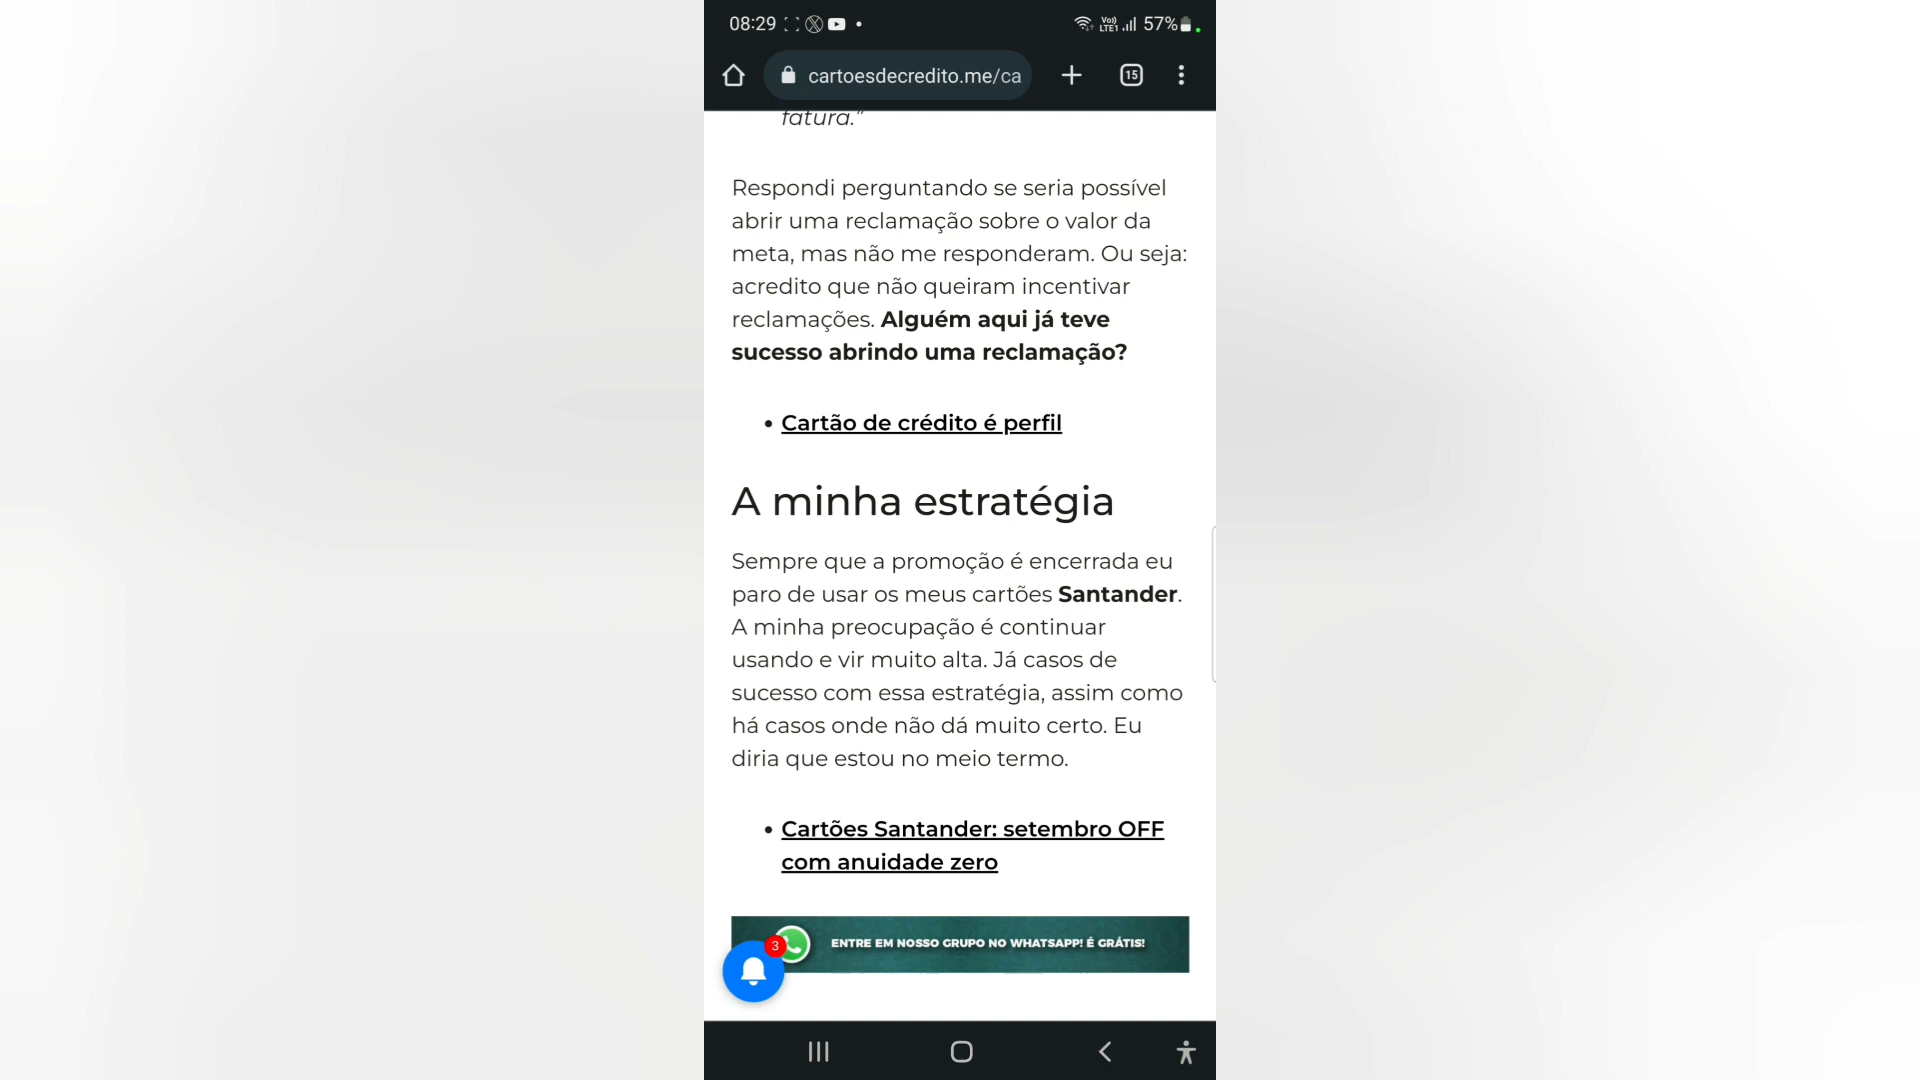 08:29
Vo))
LTE1
57%
cartoesdecredito.me/ca
15
fatura.”
Respondi perguntando se seria possível
abrir uma reclamação sobre o valor da
meta, mas não me responderam. Ou seja:
acredito que não queiram incentivar
reclamações. Alguém aqui já teve
sucesso abrindo uma reclamação?
• Cartão de crédito é perfil
A minha estratégia
Sempre que a promoção é encerrada eu
paro de usar os meus cartões Santander.
A minha preocupação é continuar
usando e vir muito alta. Já casos de
sucesso com essa estratégia, assim como
há casos onde não dá muito certo. Eu
diria que estou no meio termo.
• Cartões Santander: setembro OFF
com anuidade zero
ENTRE EM NOSSO GRUPO NO WHATSAPP! É GRÁTIS!
3